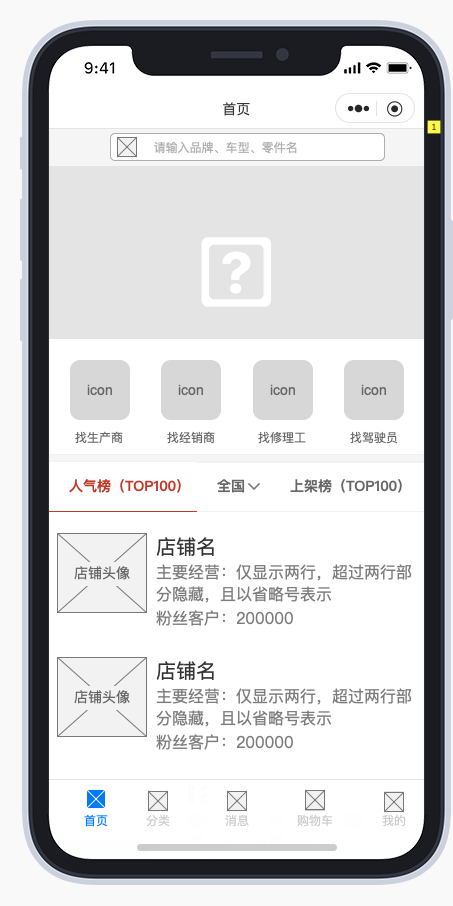 9:41
首页
1
请输入品牌、车型、零件名
?
icon icon icon icon
找生产商 找经销商 找修理工 找驾驶员
人气榜（TOP100） 全国 上架榜（TOP100）
店铺头像
店铺名
主要经营：仅显示两行，超过两行部
分隐藏，且以省略号表示
粉丝客户：200000
店铺头像
店铺名
主要经营：仅显示两行，超过两行部
分隐藏，且以省略号表示
粉丝客户：200000
首页 分类 消息 购物车 我的